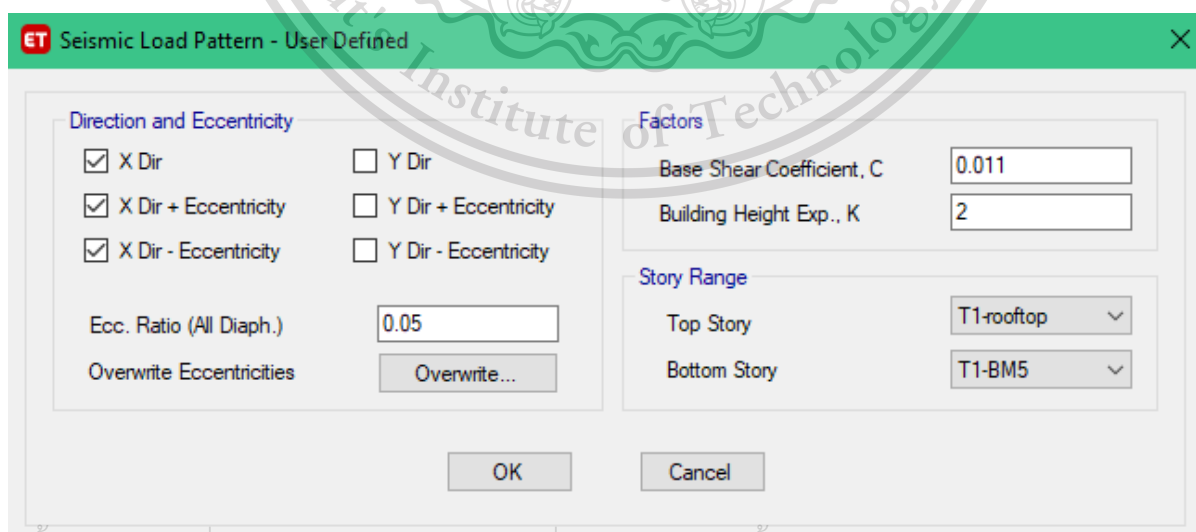 t's Institute of Technology
ET Seismic Load Pattern - User Defined
Direction and Eccentricity
X Dir
Y Dir
X Dir + Eccentricity
Y Dir + Eccentricity
X Dir - Eccentricity
Y Dir - Eccentricity
Ecc. Ratio (All Diaph.)
0.05
Overwrite Eccentricities
Overwrite...
Factors
Base Shear Coefficient, C
0.011
Building Height Exp., K
2
Story Range
Top Story
T1-rooftop
Bottom Story
T1-BM5
OK
Cancel